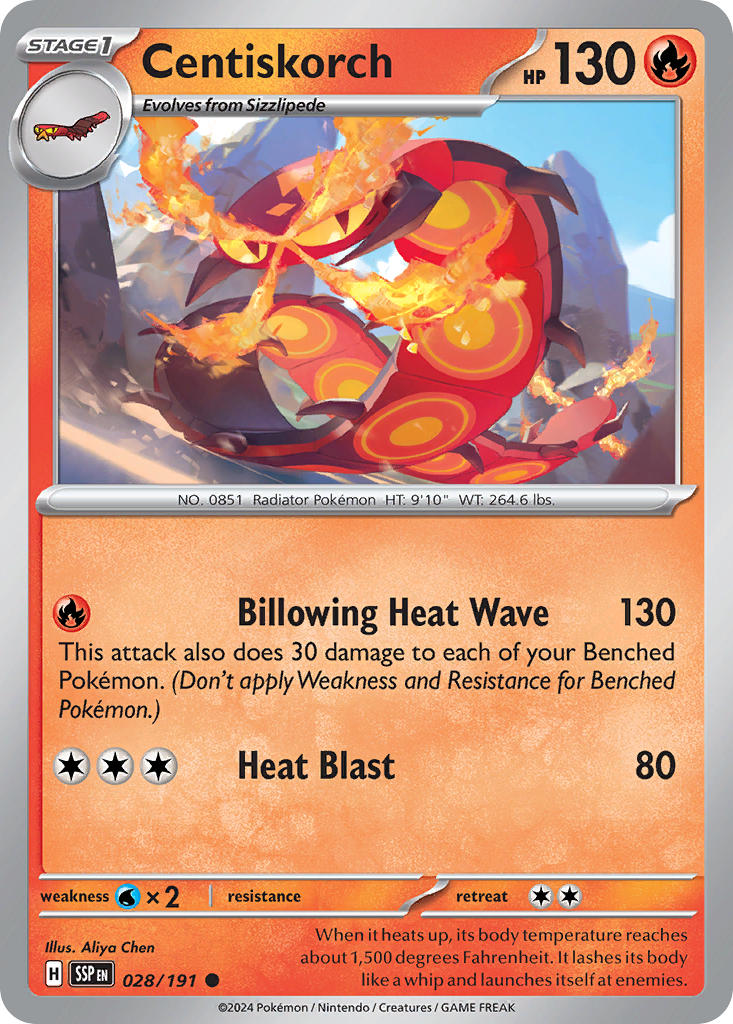 STAGE1
Centiskorch
HP 130
Evolves from Sizzlipede
NO. 0851 Radiator Pokémon HT: 9'10" WT: 264.6 lbs.
Billowing Heat Wave 130
This attack also does 30 damage to each of your Benched
Pokémon. (Don't apply Weakness and Resistance for Benched
Pokémon.)
Heat Blast 80
weakness ×2 resistance retreat
Illus. Aliya Chen
When it heats up, its body temperature reaches
about 1,500 degrees Fahrenheit. It lashes its body
like a whip and launches itself at enemies.
H SSP EN 028/191
©2024 Pokémon / Nintendo / Creatures / GAME FREAK